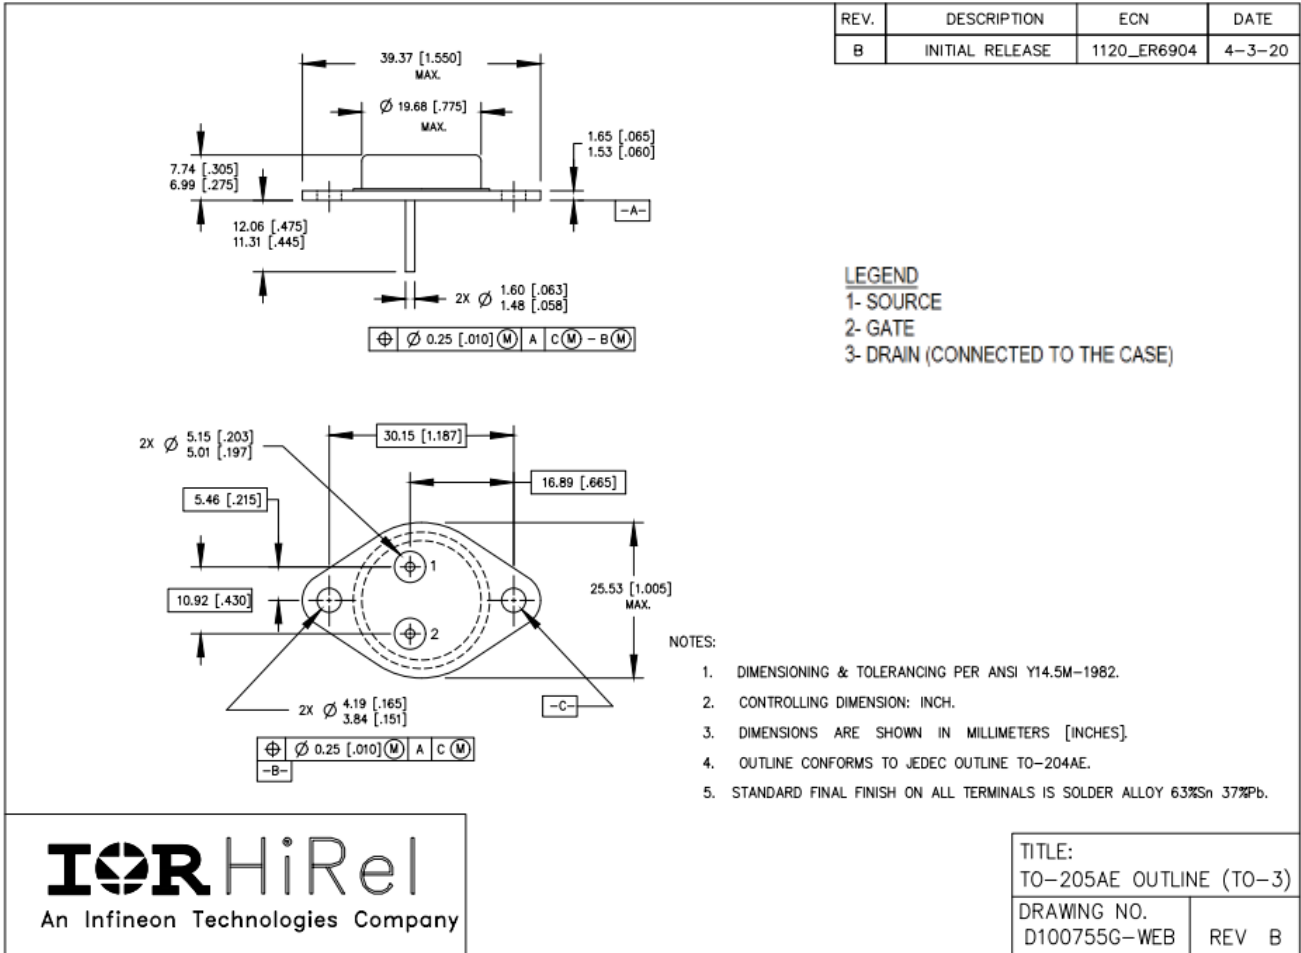 REV. DESCRIPTION ECN DATE
B INITIAL RELEASE 1120_ER6904 4-3-20
39.37 [1.550]
MAX.
Ø 19.68 [.775]
MAX.
1.65 [.065]
1.53 [.060]
7.74 [.305]
6.99 [.275]
-A-
12.06 [.475]
11.31 [.445]
2X Ø 1.60 [.063]
1.48 [.058]
⌖ Ø 0.25 [.010] Ⓜ A C Ⓜ - B Ⓜ
LEGEND
1- SOURCE
2- GATE
3- DRAIN (CONNECTED TO THE CASE)
2X Ø 5.15 [.203]
5.01 [.197]
30.15 [1.187]
16.89 [.665]
5.46 [.215]
1
10.92 [.430]
25.53 [1.005]
MAX.
2
2X Ø 4.19 [.165]
3.84 [.151]
-C-
⌖ Ø 0.25 [.010] Ⓜ A C Ⓜ
-B-
NOTES:
1. DIMENSIONING & TOLERANCING PER ANSI Y14.5M-1982.
2. CONTROLLING DIMENSION: INCH.
3. DIMENSIONS ARE SHOWN IN MILLIMETERS [INCHES].
4. OUTLINE CONFORMS TO JEDEC OUTLINE TO-204AE.
5. STANDARD FINAL FINISH ON ALL TERMINALS IS SOLDER ALLOY 63%Sn 37%Pb.
IOR HiRel
An Infineon Technologies Company
TITLE:
TO-205AE OUTLINE (TO-3)
DRAWING NO.
D100755G-WEB REV B